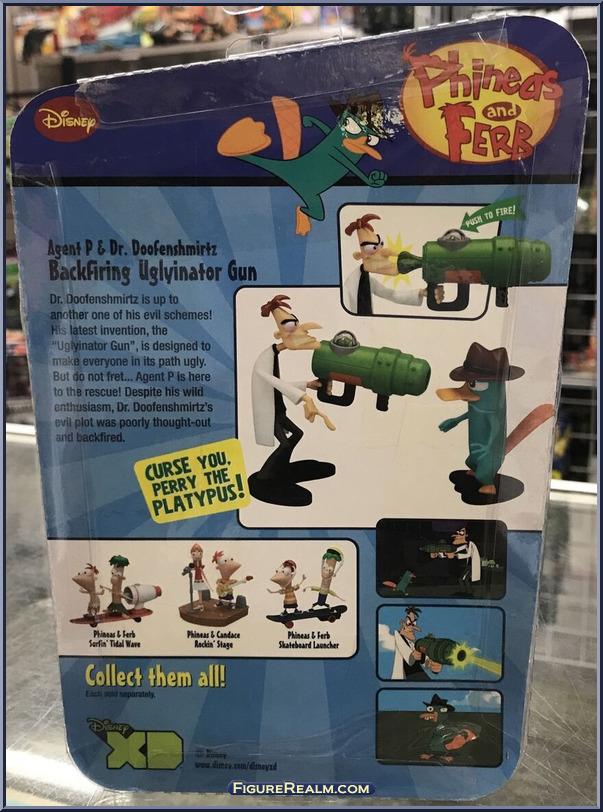 Disney
Phineas
and
Ferb
PUSH TO FIRE!
Agent P & Dr. Doofenshmirtz
Backfiring Uglyinator Gun
Dr. Doofenshmirtz is up to
another one of his evil schemes!
His latest invention, the
"Uglyinator Gun", is designed to
make everyone in its path ugly.
But do not fret... Agent P is here
to the rescue! Despite his wild
enthusiasm, Dr. Doofenshmirtz's
evil plot was poorly thought-out
and backfired.
CURSE YOU,
PERRY THE
PLATYPUS!
Phineas & Ferb
Surfin' Tidal Wave
Phineas & Candace
Rockin' Stage
Phineas & Ferb
Skateboard Launcher
Collect them all!
Each sold separately.
Disney
XD
© Disney
www.disney.com/disneyxd
FIGUREREALM.COM